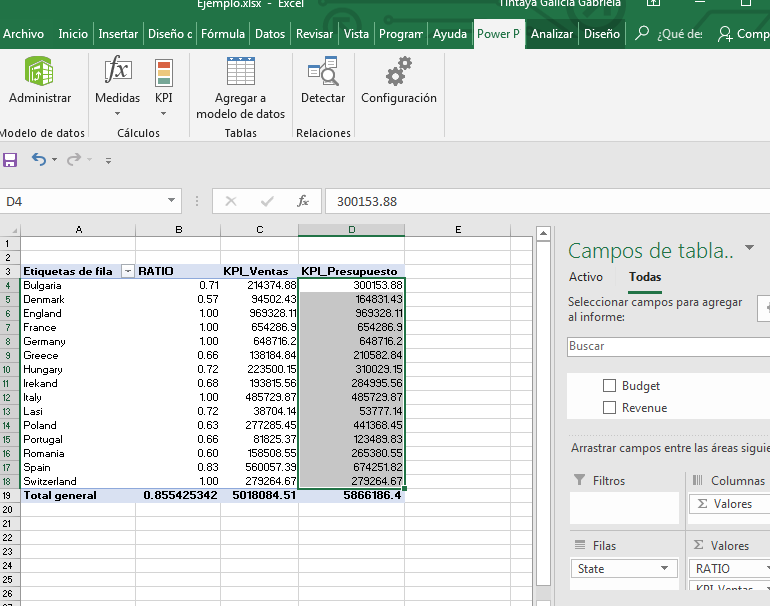 Ejemplo.xlsx - Excel
Tintaya Galicia Gabriela
Archivo Inicio Insertar Diseño c Fórmula Datos Revisar Vista Program Ayuda Power P Analizar Diseño ¿Qué de: Comp
Administrar Medidas KPI Agregar a modelo de datos Detectar Configuración
Modelo de datos Cálculos Tablas Relaciones
D4 fx 300153.88
A B C D E
1
2
3 Etiquetas de fila RATIO KPI_Ventas KPI_Presupuesto
4 Bulgaria 0.71 214374.88 300153.88
5 Denmark 0.57 94502.43 164831.43
6 England 1.00 969328.11 969328.11
7 France 1.00 654286.9 654286.9
8 Germany 1.00 648716.2 648716.2
9 Greece 0.66 138184.84 210582.84
10 Hungary 0.72 223500.15 310029.15
11 Irekand 0.68 193815.56 284995.56
12 Italy 1.00 485729.87 485729.87
13 Lasi 0.72 38704.14 53777.14
14 Poland 0.63 277285.45 441368.45
15 Portugal 0.66 81825.37 123489.83
16 Romania 0.60 158508.55 265380.55
17 Spain 0.83 560057.39 674251.82
18 Switzerland 1.00 279264.67 279264.67
19 Total general 0.855425342 5018084.51 5866186.4
20
21
22
23
24
25
26
Campos de tabla..
Activo Todas
Seleccionar campos para agregar
al informe:
Buscar
Budget
Revenue
Arrastrar campos entre las áreas siguie
Filtros
Columnas
Σ Valores
Filas
State
Σ Valores
RATIO
KPI_Ventas